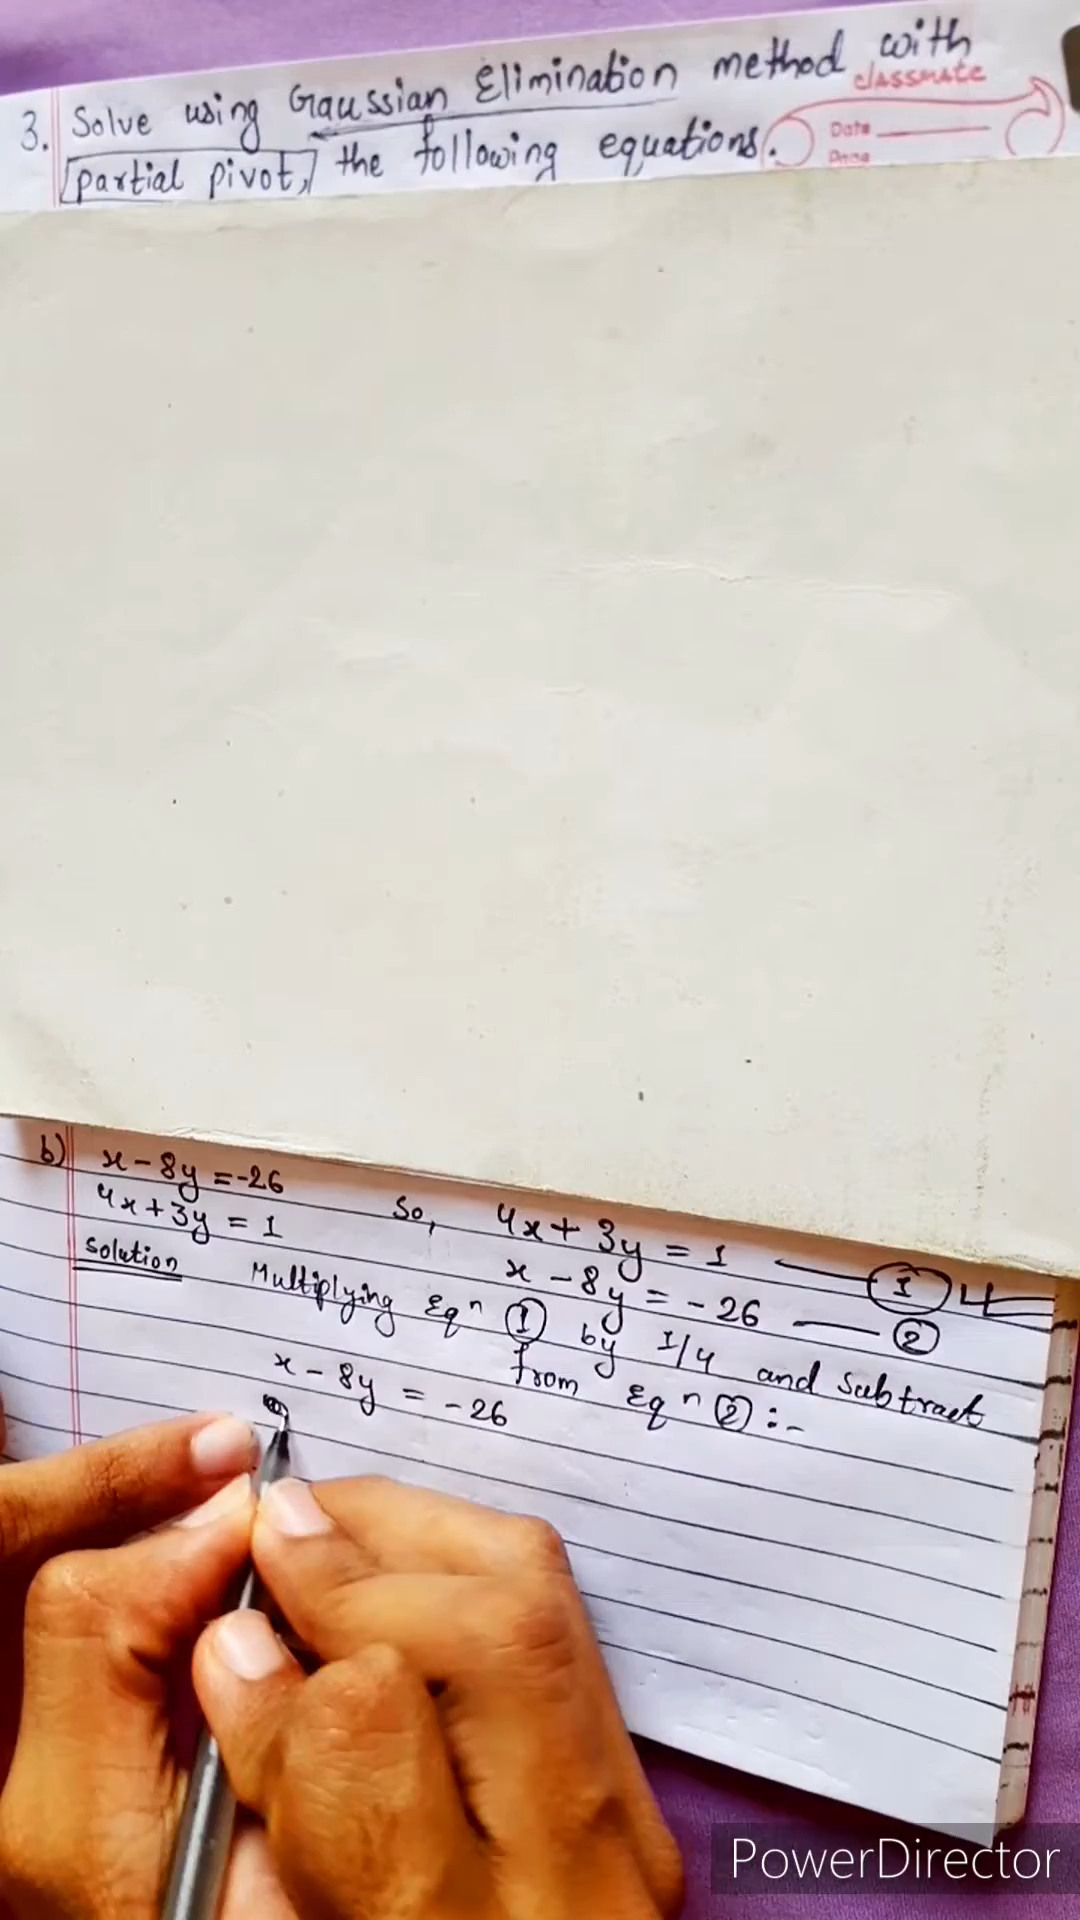 3. Solve using Gaussian Elimination method with
classmate
Date
Page
partial pivot, the following equations.
b) x - 8y = -26
4x + 3y = 1
So, 4x + 3y = 1 —— ①
x - 8y = -26 —— ②
Solution
Multiplying Eqⁿ ① by 1/4 and Subtract
from Eqⁿ ② :-
x - 8y = -26
PowerDirector